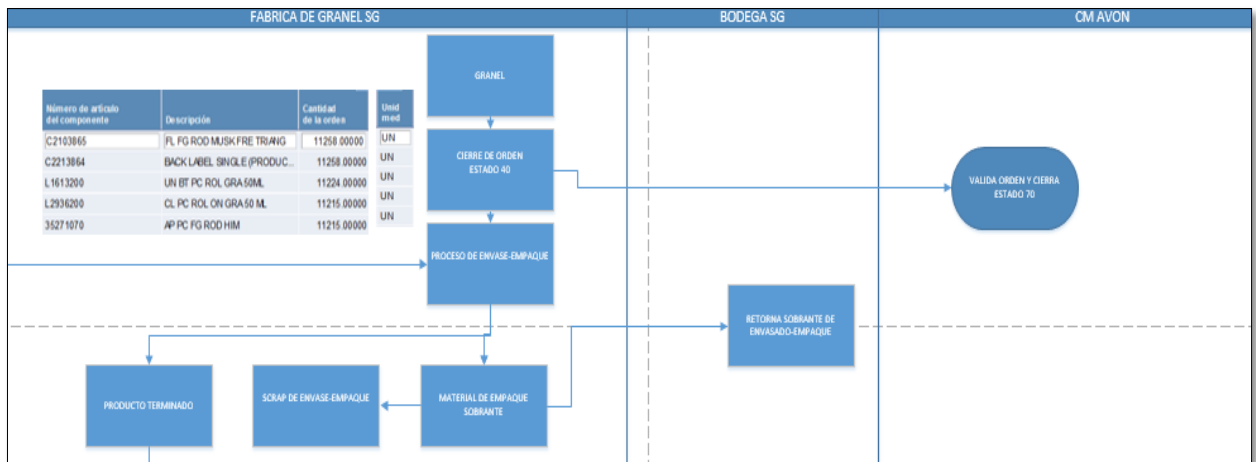 FABRICA DE GRANEL SG
BODEGA SG
CM AVON
GRANEL
Número de artículo
del componente
Descripción
Cantidad
de la orden
Unid
med
C2103865 FL FG ROD MUSK FRE TRIANG 11258.00000 UN
C2213864 BACK LABEL SINGLE (PRODUC... 11258.00000 UN
L1613200 UN BT PC ROL GRA 50ML 11224.00000 UN
L2936200 CL PC ROL ON GRA 50 ML 11215.00000 UN
35271070 AP PC FG ROD HIM 11215.00000 UN
CIERRE DE ORDEN
ESTADO 40
VALIDA ORDEN Y CIERRA
ESTADO 70
PROCESO DE ENVASE-EMPAQUE
RETORNA SOBRANTE DE
ENVASADO-EMPAQUE
PRODUCTO TERMINADO
SCRAP DE ENVASE-EMPAQUE
MATERIAL DE EMPAQUE
SOBRANTE